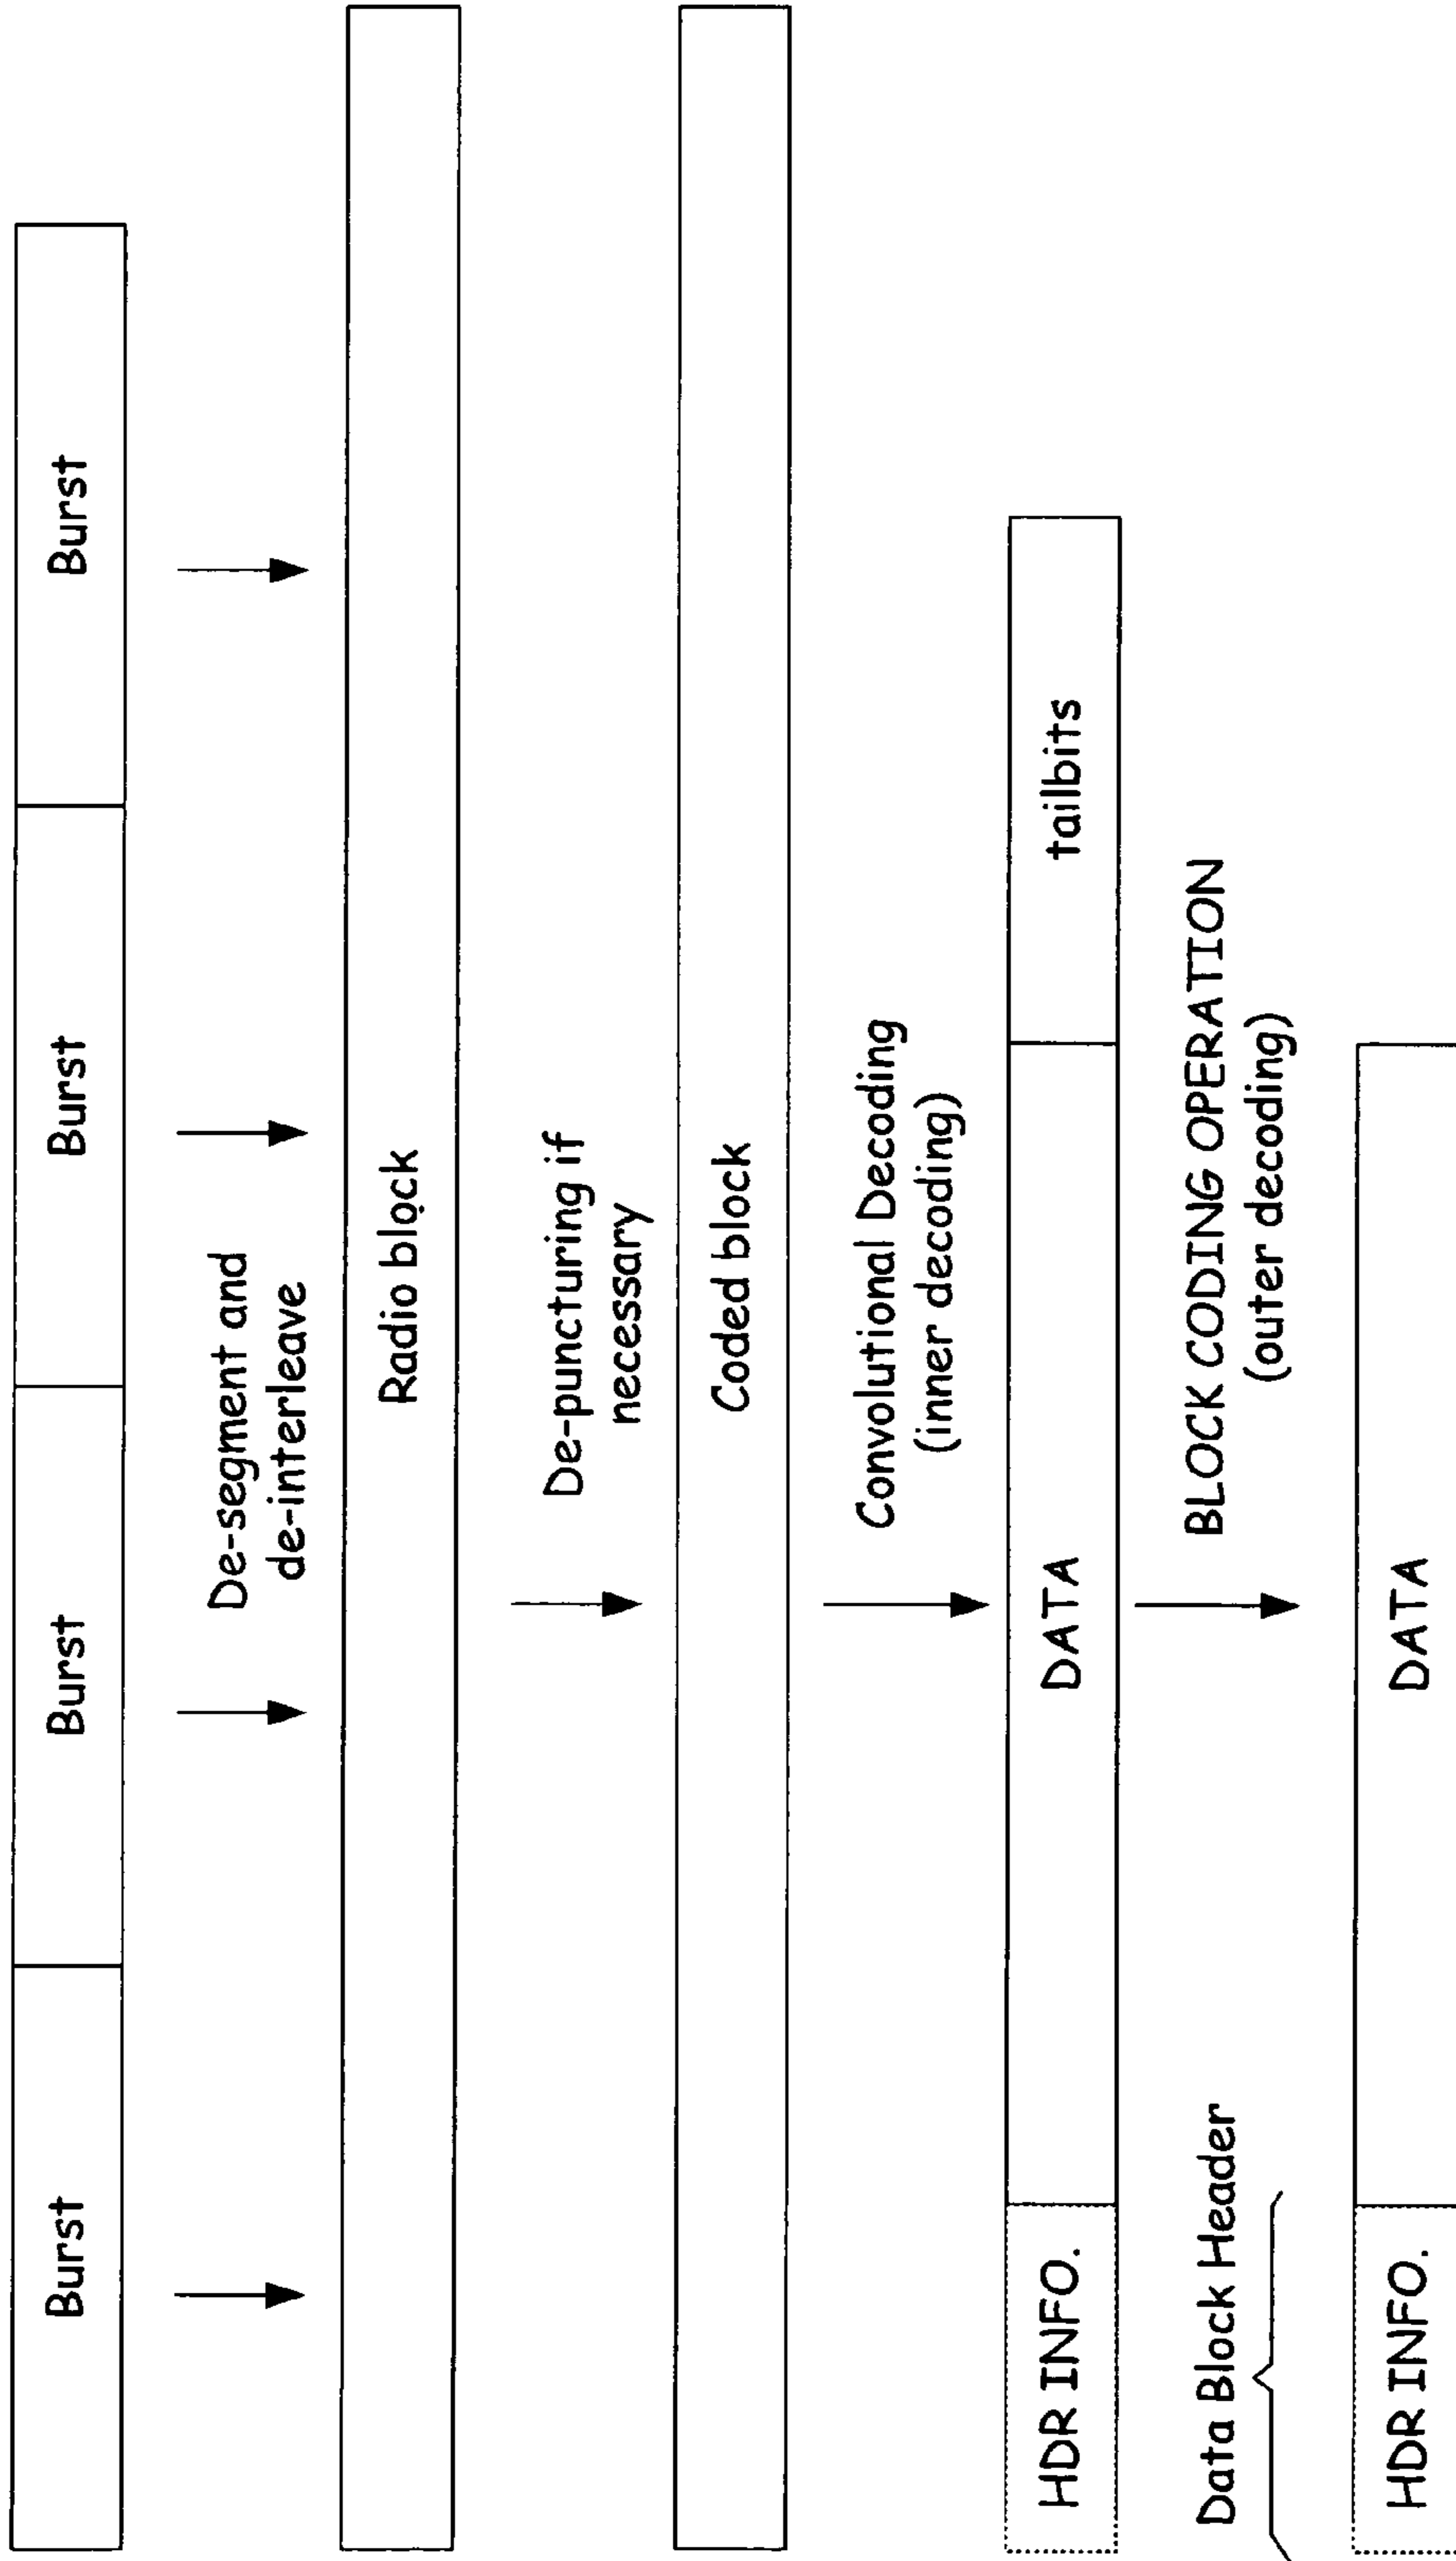 Burst Burst Burst Burst
De-segment and
de-interleave
Radio block
De-puncturing if
necessary
Coded block
Convolutional Decoding
(inner decoding)
HDR INFO. DATA tailbits
Data Block Header
BLOCK CODING OPERATION
(outer decoding)
HDR INFO. DATA